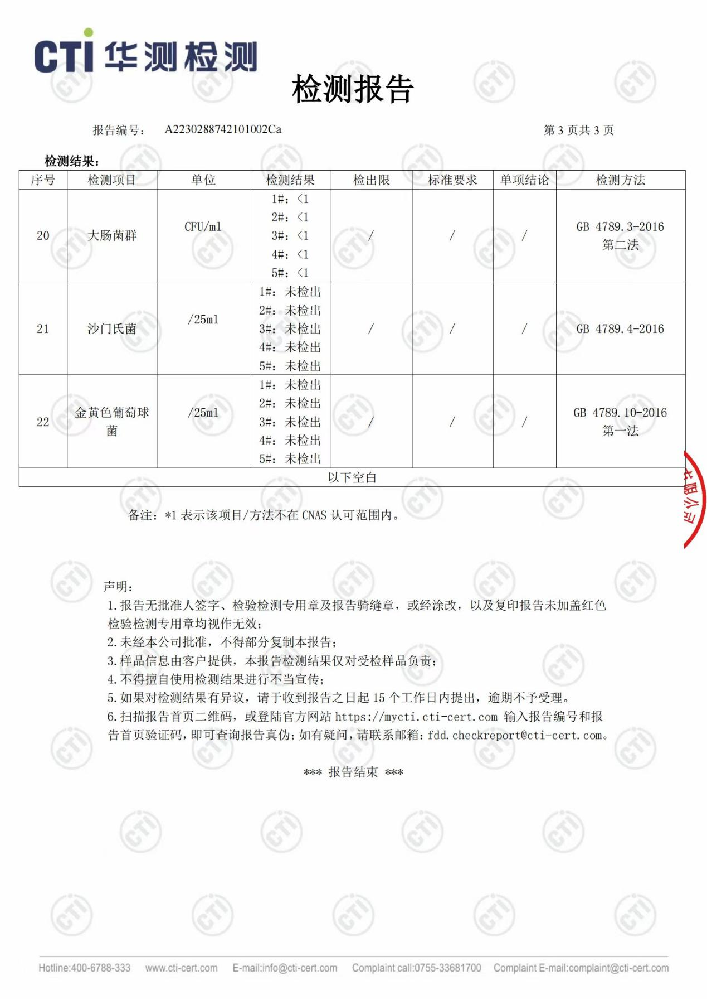 CTI 华测检测
检测报告
报告编号： A2230288742101002Ca 第 3 页共 3 页
检测结果：
序号 检测项目 单位 检测结果 检出限 标准要求 单项结论 检测方法
20 大肠菌群 CFU/ml 1#：<1 / / / GB 4789.3-2016
2#：<1 第二法
3#：<1
4#：<1
5#：<1
21 沙门氏菌 /25ml 1#：未检出 / / / GB 4789.4-2016
2#：未检出
3#：未检出
4#：未检出
5#：未检出
22 金黄色葡萄球 /25ml 1#：未检出 / / / GB 4789.10-2016
菌 2#：未检出 第一法
3#：未检出
4#：未检出
5#：未检出
以下空白
备注：*1 表示该项目/方法不在 CNAS 认可范围内。
限公司
声明：
1.报告无批准人签字、检验检测专用章及报告骑缝章，或经涂改，以及复印报告未加盖红色
检验检测专用章均视作无效；
2.未经本公司批准，不得部分复制本报告；
3.样品信息由客户提供，本报告检测结果仅对受检样品负责；
4.不得擅自使用检测结果进行不当宣传；
5.如果对检测结果有异议，请于收到报告之日起 15 个工作日内提出，逾期不予受理。
6.扫描报告首页二维码，或登陆官方网站 https://mycti.cti-cert.com 输入报告编号和报
告首页验证码，即可查询报告真伪；如有疑问，请联系邮箱：fdd.checkreport@cti-cert.com。
*** 报告结束 ***
Hotline:400-6788-333 www.cti-cert.com E-mail:info@cti-cert.com Complaint call:0755-33681700 Complaint E-mail:complaint@cti-cert.com